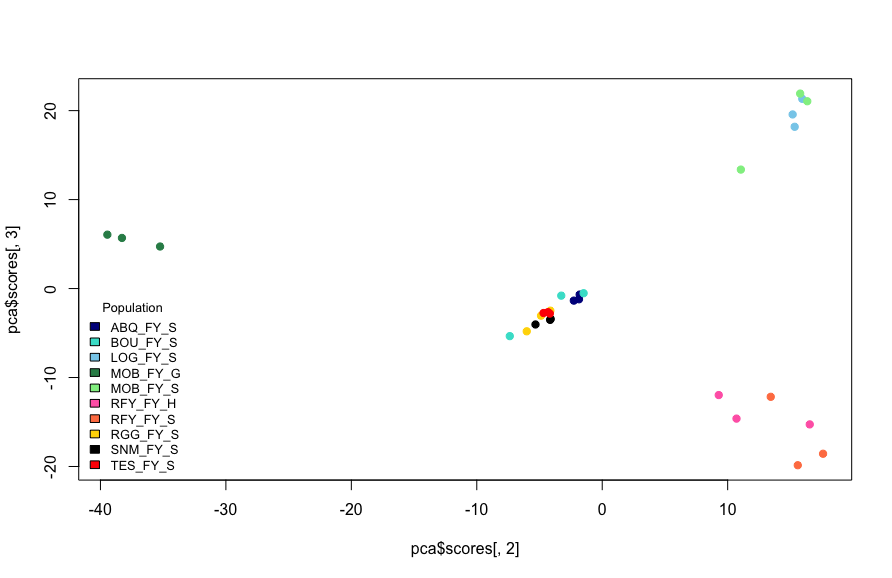 20
10
0
-10
-20
pca$scores[, 3]
Population
ABQ_FY_S
BOU_FY_S
LOG_FY_S
MOB_FY_G
MOB_FY_S
RFY_FY_H
RFY_FY_S
RGG_FY_S
SNM_FY_S
TES_FY_S
-40 -30 -20 -10 0 10
pca$scores[, 2]